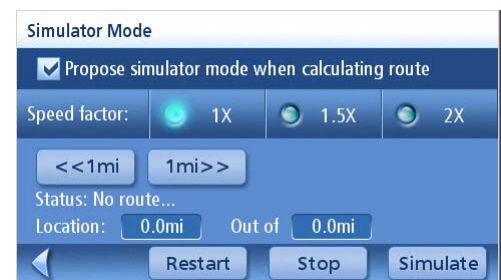 Simulator Mode
Propose simulator mode when calculating route
Speed factor: 1X 1.5X 2X
<<1mi 1mi>>
Status: No route...
Location: 0.0mi Out of 0.0mi
Restart Stop Simulate